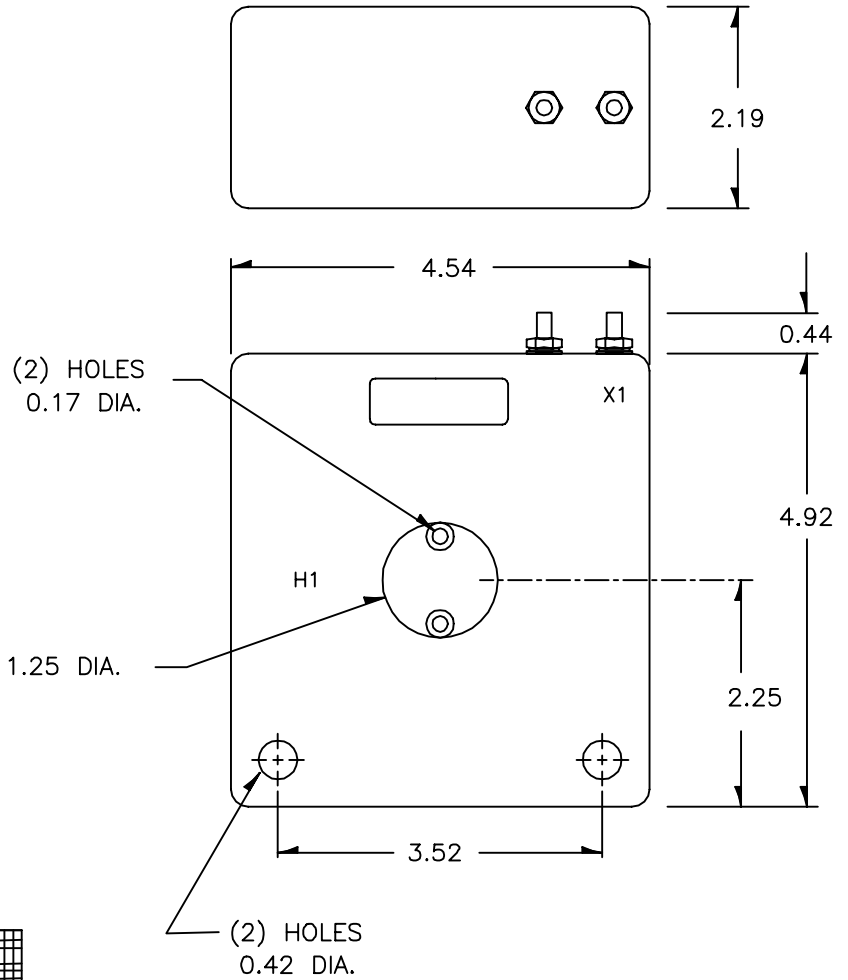 2.19
4.54
0.44
(2) HOLES
0.17 DIA.
X1
4.92
H1
1.25 DIA.
2.25
3.52
(2) HOLES
0.42 DIA.